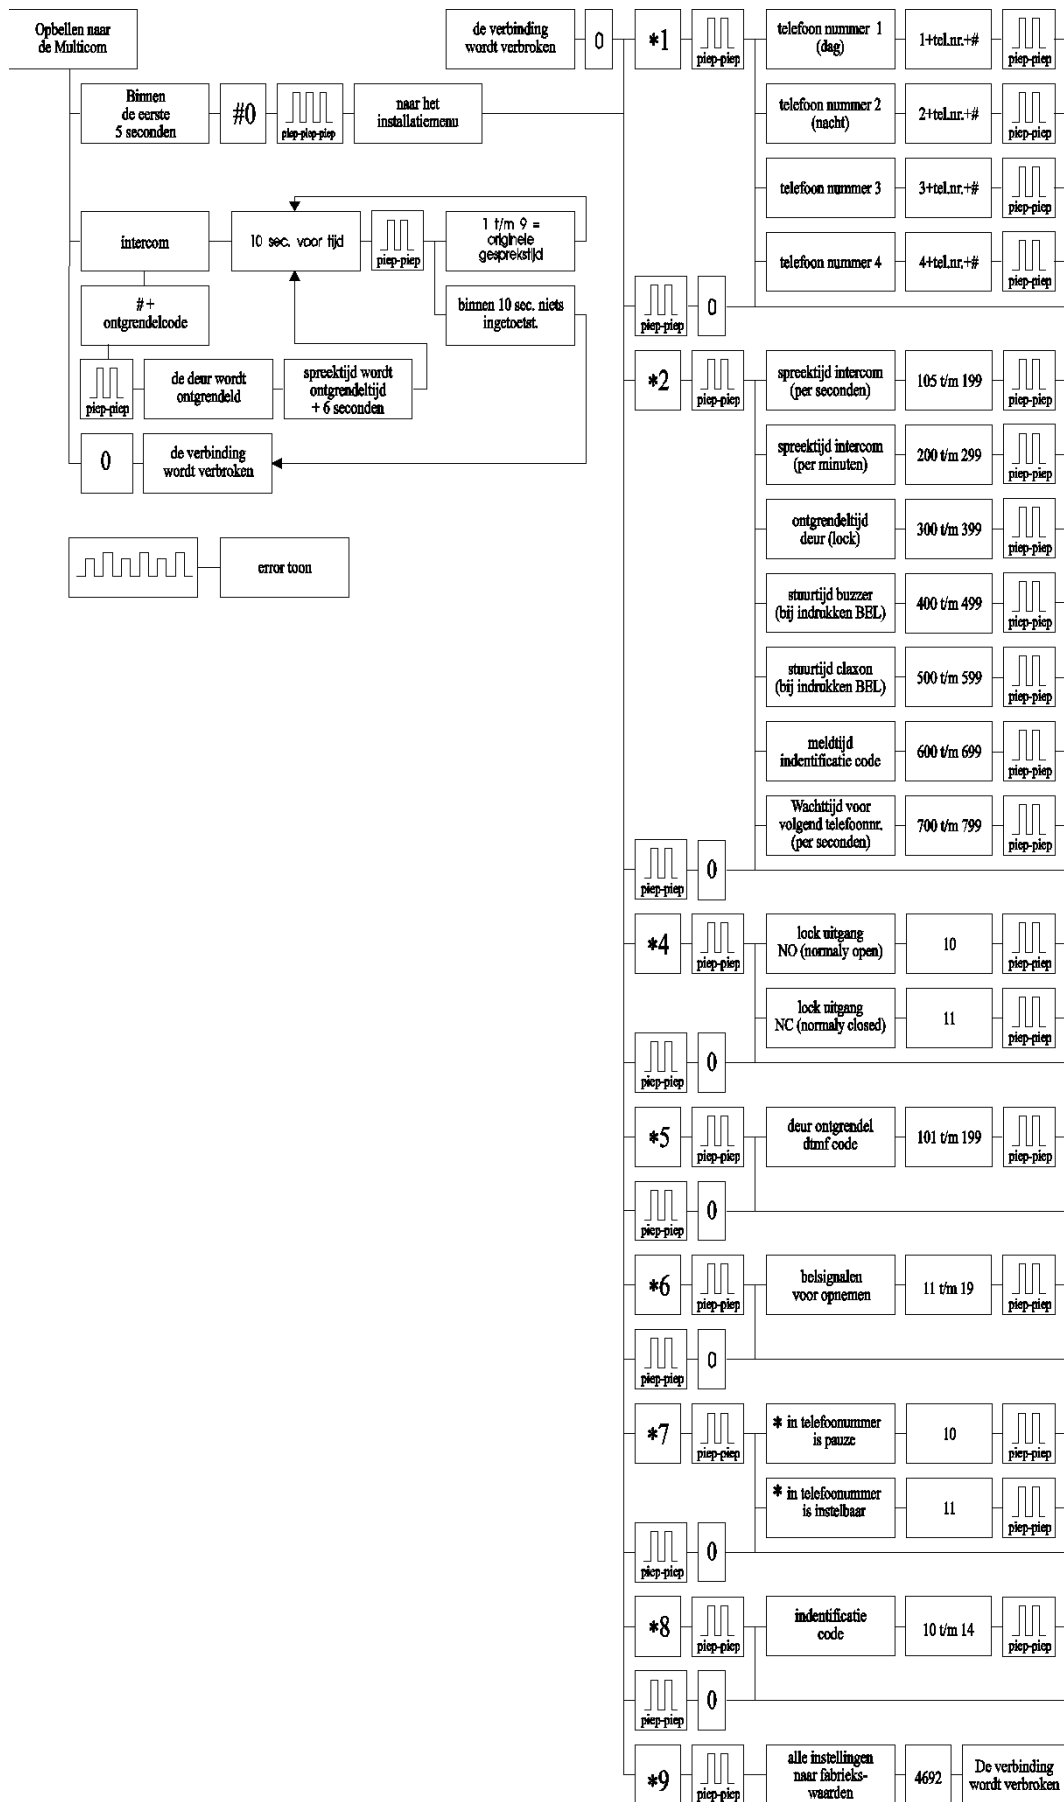 Opbellen naar
de Multicom
Binnen
de eerste
5 seconden
#0
piep-piep-piep
naar het
installatiemenu
intercom
10 sec. voor tijd
piep-piep
1 t/m 9 =
originele
gesprekstijd
# +
ontgrendelcode
binnen 10 sec. niets
ingetoetst.
piep-piep
de deur wordt
ontgrendeld
spreektijd wordt
ontgrendeltijd
+ 6 seconden
0
de verbinding
wordt verbroken
error toon
de verbinding
wordt verbroken
0
*1
piep-piep
telefoon nummer 1
(dag)
1+tel.nr.+#
piep-piep
telefoon nummer 2
(nacht)
2+tel.nr.+#
piep-piep
telefoon nummer 3
3+tel.nr.+#
piep-piep
telefoon nummer 4
4+tel.nr.+#
piep-piep
piep-piep
0
*2
piep-piep
spreektijd intercom
(per seconden)
105 t/m 199
piep-piep
spreektijd intercom
(per minuten)
200 t/m 299
piep-piep
ontgrendeltijd
deur (lock)
300 t/m 399
piep-piep
stuurtijd buzzer
(bij indrukken BEL)
400 t/m 499
piep-piep
stuurtijd claxon
(bij indrukken BEL)
500 t/m 599
piep-piep
meldtijd
indentificatie code
600 t/m 699
piep-piep
Wachttijd voor
volgend telefoonnr.
(per seconden)
700 t/m 799
piep-piep
piep-piep
0
*4
piep-piep
lock uitgang
NO (normaly open)
10
piep-piep
lock uitgang
NC (normaly closed)
11
piep-piep
piep-piep
0
*5
piep-piep
deur ontgrendel
dtmf code
101 t/m 199
piep-piep
piep-piep
0
*6
piep-piep
belsignalen
voor opnemen
11 t/m 19
piep-piep
piep-piep
0
*7
piep-piep
* in telefoonummer
is pauze
10
piep-piep
* in telefoonummer
is instelbaar
11
piep-piep
piep-piep
0
*8
piep-piep
indentificatie
code
10 t/m 14
piep-piep
piep-piep
0
*9
piep-piep
alle instellingen
naar fabrieks-
waarden
4692
De verbinding
wordt verbroken